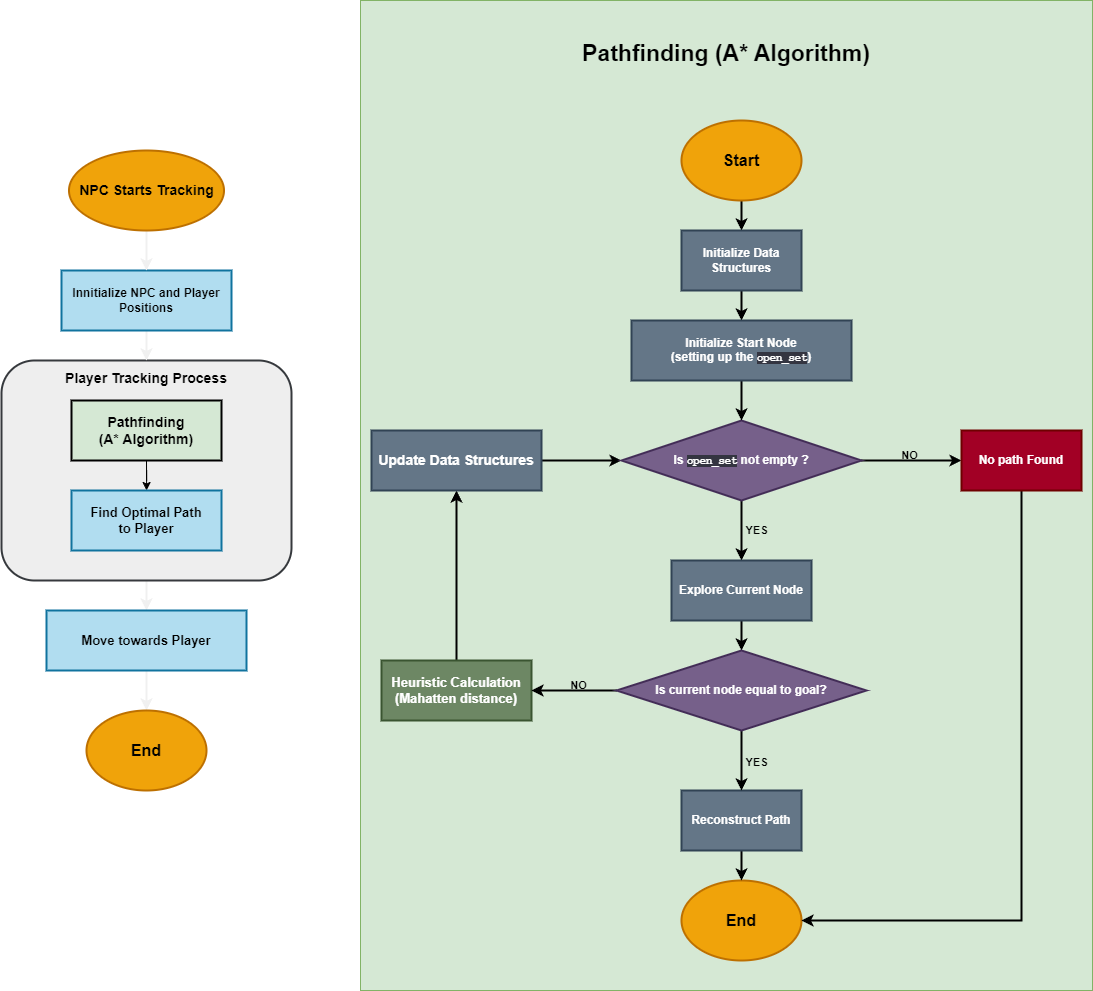 NPC Starts Tracking
Innitialize NPC and Player
Positions
Player Tracking Process
Pathfinding
(A* Algorithm)
Find Optimal Path
to Player
Move towards Player
End
Pathfinding (A* Algorithm)
Start
Initialize Data
Structures
Initialize Start Node
(setting up the open_set)
Update Data Structures
Is open_set not empty ?
NO
No path Found
YES
Explore Current Node
Heuristic Calculation
(Mahatten distance)
NO
Is current node equal to goal?
YES
Reconstruct Path
End